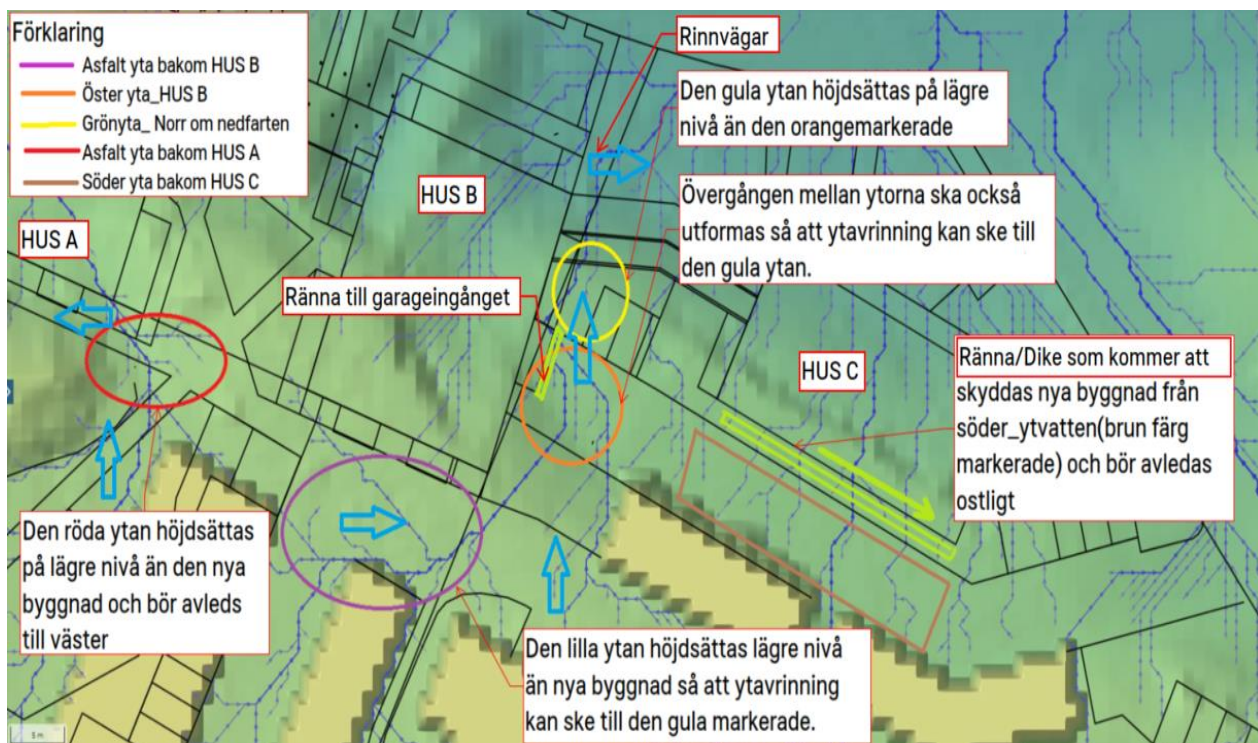 Förklaring
Asfalt yta bakom HUS B
Öster yta_HUS B
Grönyta_ Norr om nedfarten
Asfalt yta bakom HUS A
Söder yta bakom HUS C
Rinnvägar
Den gula ytan höjdsättas på lägre
nivå än den orangemarkerade
HUS B
Övergången mellan ytorna ska också
utformas så att ytavrinning kan ske till
den gula ytan.
HUS A
Ränna till garageingånget
HUS C
Ränna/Dike som kommer att
skyddas nya byggnad från
söder_ytvatten(brun färg
markerade) och bör avledas
ostligt
Den röda ytan höjdsättas
på lägre nivå än den nya
byggnad och bör avleds
till väster
Den lilla ytan höjdsättas lägre nivå
än nya byggnad så att ytavrinning
kan ske till den gula markerade.
5 m